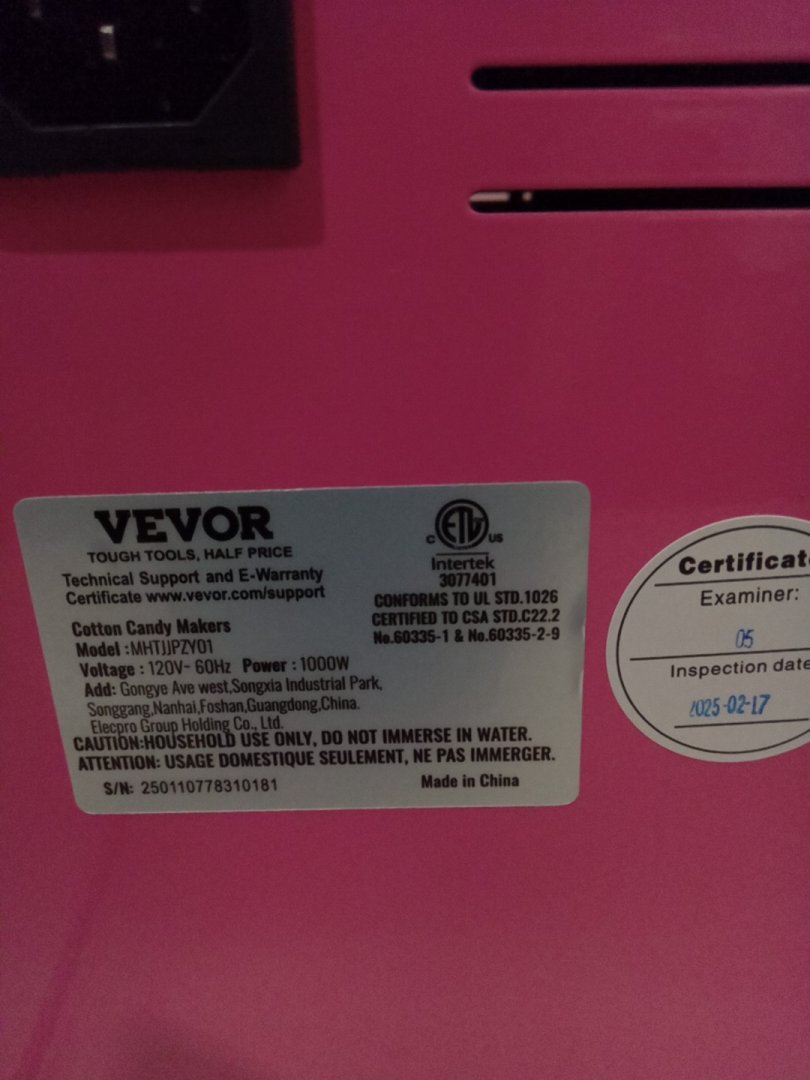 VEVOR
TOUGH TOOLS, HALF PRICE
Technical Support and E-Warranty
Certificate www.vevor.com/support
Cotton Candy Makers
Model :MHTJJPZY01
Voltage : 120V~ 60Hz Power : 1000W
Add: Gongye Ave west,Songxia Industrial Park,
Songgang,Nanhai,Foshan,Guangdong,China.
Elecpro Group Holding Co., Ltd.
C ETL US
Intertek
3077401
CONFORMS TO UL STD.1026
CERTIFIED TO CSA STD.C22.2
No.60335-1 & No.60335-2-9
CAUTION:HOUSEHOLD USE ONLY, DO NOT IMMERSE IN WATER.
ATTENTION: USAGE DOMESTIQUE SEULEMENT, NE PAS IMMERGER.
S/N: 250110778310181 Made in China
Certificat
Examiner:
05
Inspection date
2025-02-17